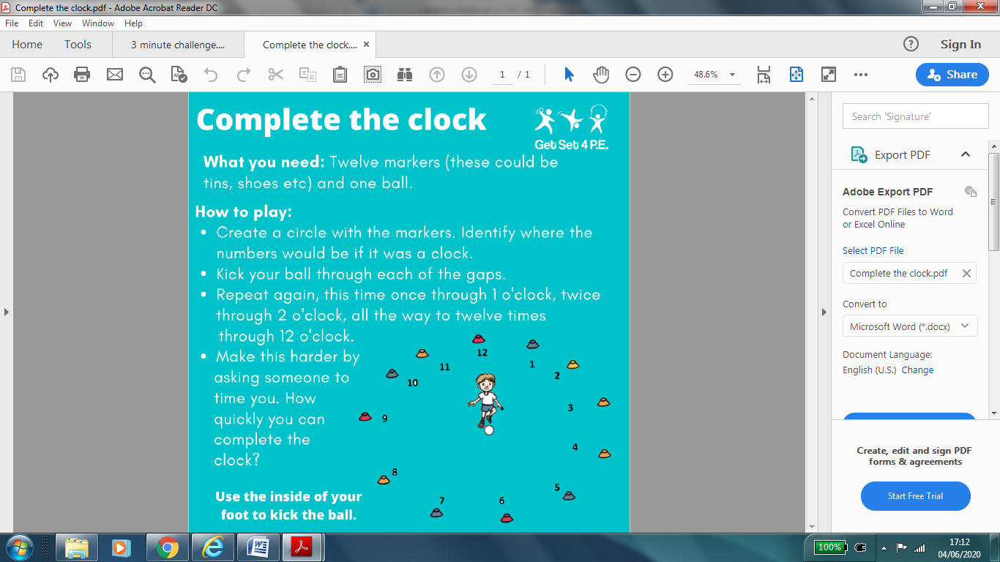 Complete the clock.pdf - Adobe Acrobat Reader DC
File Edit View Window Help
Home Tools 3 minute challenge.... Complete the clock.... Sign In
1 / 1 48.6% Share
Complete the clock
Get Set 4 P.E.
What you need: Twelve markers (these could be
tins, shoes etc) and one ball.
How to play:
• Create a circle with the markers. Identify where the
numbers would be if it was a clock.
• Kick your ball through each of the gaps.
• Repeat again, this time once through 1 o'clock, twice
through 2 o'clock, all the way to twelve times
through 12 o'clock.
• Make this harder by
asking someone to
time you. How
quickly you can
complete the
clock?
Use the inside of your
foot to kick the ball.
12
1
2
3
4
5
6
7
8
9
10
11
Search 'Signature'
Export PDF
Adobe Export PDF
Convert PDF Files to Word
or Excel Online
Select PDF File
Complete the clock.pdf
Convert to
Microsoft Word (*.docx)
Document Language:
English (U.S.) Change
Create, edit and sign PDF
forms & agreements
Start Free Trial
100%
17:12
04/06/2020